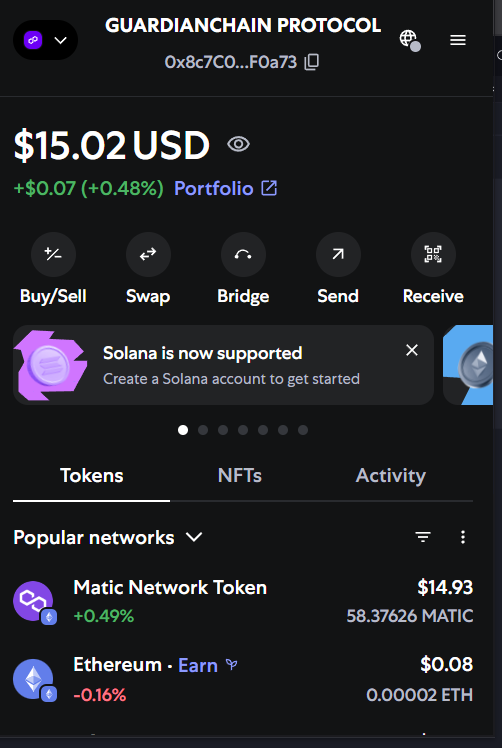 GUARDIANCHAIN PROTOCOL
0x8c7C0...F0a73
$15.02 USD
+$0.07 (+0.48%) Portfolio
Buy/Sell Swap Bridge Send Receive
Solana is now supported
Create a Solana account to get started
Tokens NFTs Activity
Popular networks
Matic Network Token $14.93
+0.49% 58.37626 MATIC
Ethereum · Earn $0.08
-0.16% 0.00002 ETH